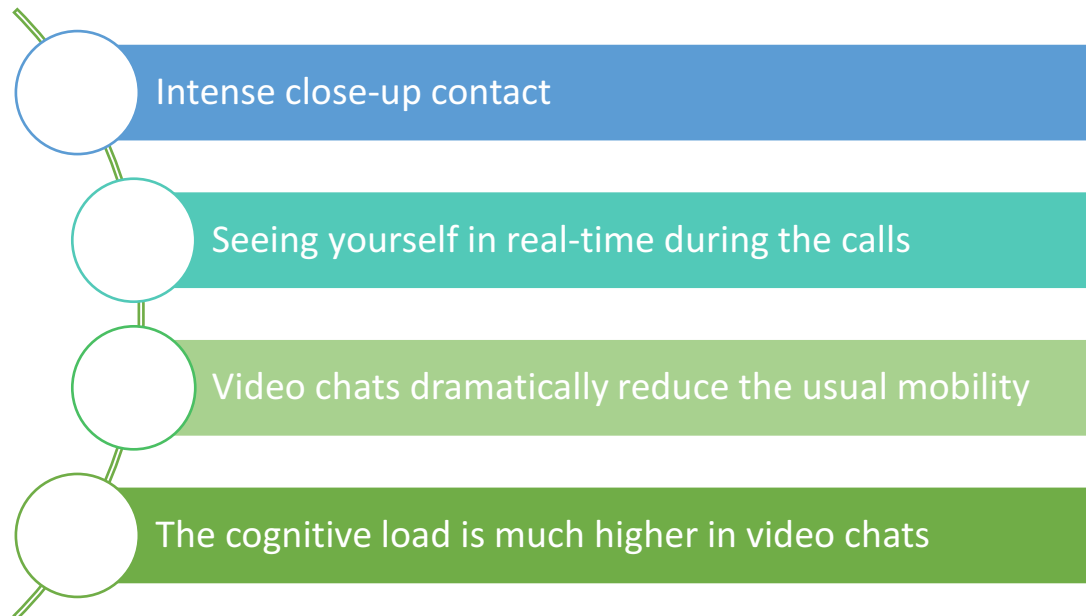 Intense close-up contact
Seeing yourself in real-time during the calls
Video chats dramatically reduce the usual mobility
The cognitive load is much higher in video chats